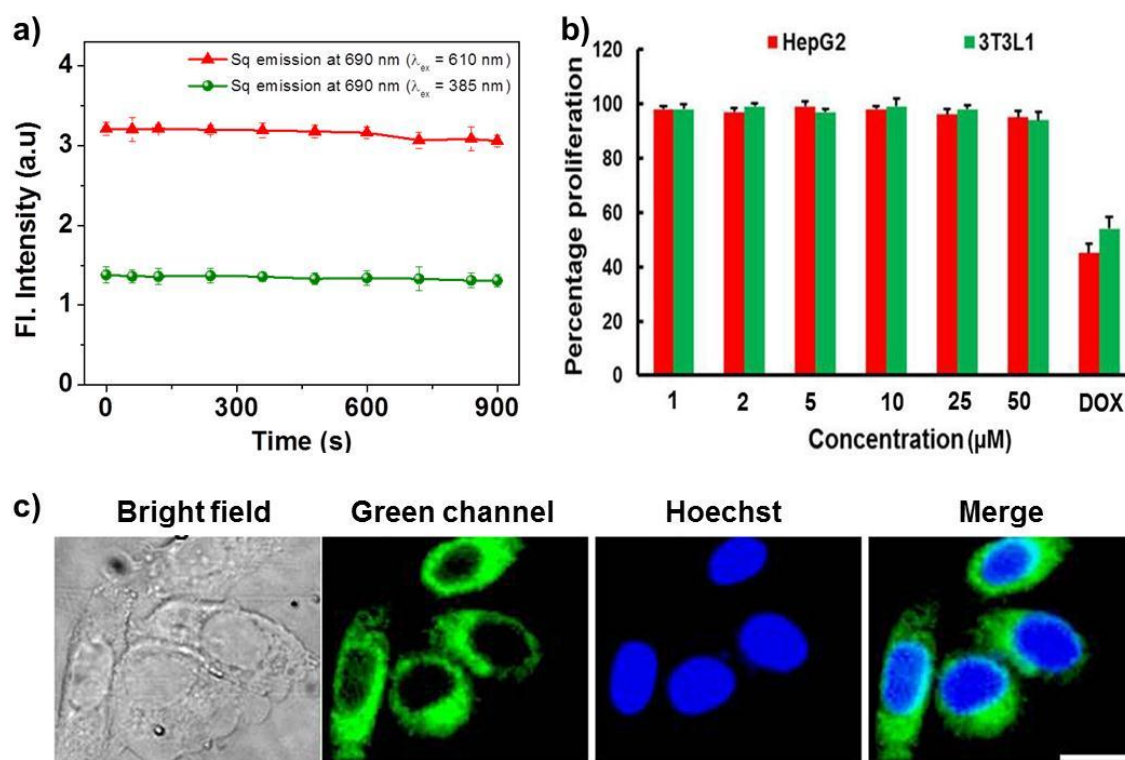 a)
4
3
2
1
0
Fl. Intensity (a.u)
Sq emission at 690 nm (λex = 610 nm)
Sq emission at 690 nm (λex = 385 nm)
0 300 600 900
Time (s)
b)
HepG2 3T3L1
120
100
80
60
40
20
0
Percentage proliferation
1 2 5 10 25 50 DOX
Concentration (µM)
c)
Bright field Green channel Hoechst Merge